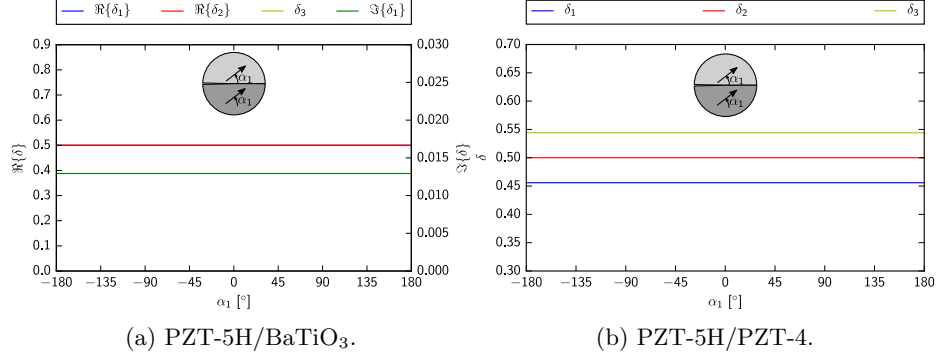 ℜ{δ₁} ℜ{δ₂} δ₃ ℑ{δ₁}
0.9 0.8 0.7 0.6 0.5 0.4 0.3 0.2 0.1 0.0
ℜ{δ}
α₁
α₁
0.030 0.025 0.020 0.015 0.010 0.005 0.000
ℑ{δ}
−180 −135 −90 −45 0 45 90 135 180
α₁ [°]
(a) PZT-5H/BaTiO₃.
δ₁ δ₂ δ₃
0.70 0.65 0.60 0.55 0.50 0.45 0.40 0.35 0.30
δ
α₁
α₁
−180 −135 −90 −45 0 45 90 135 180
α₁ [°]
(b) PZT-5H/PZT-4.